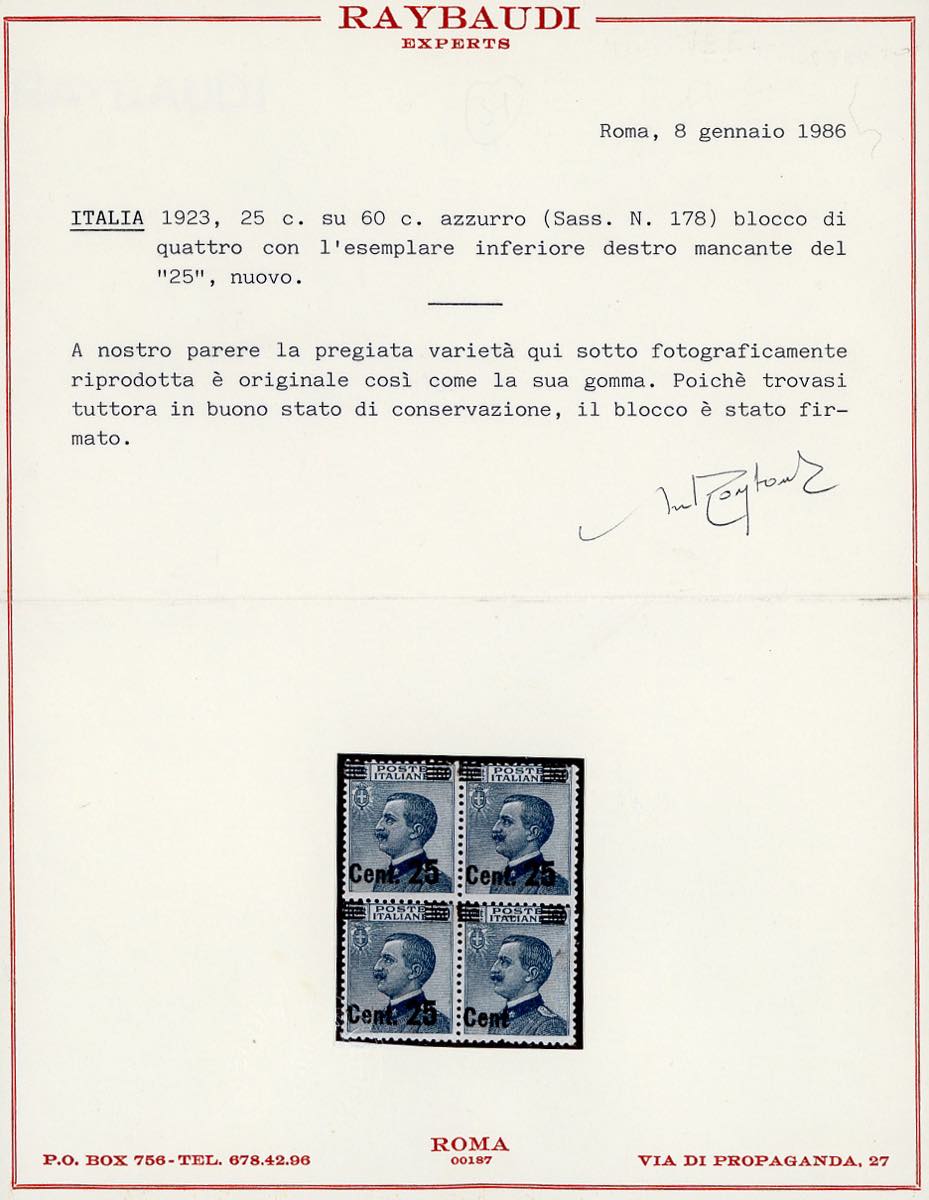 RAYBAUDI
EXPERTS
Roma, 8 gennaio 1986
ITALIA 1923, 25 c. su 60 c. azzurro (Sass. N. 178) blocco di
quattro con l'esemplare inferiore destro mancante del
"25", nuovo.
A nostro parere la pregiata varietà qui sotto fotograficamente
riprodotta è originale così come la sua gomma. Poichè trovasi
tuttora in buono stato di conservazione, il blocco è stato fir-
mato.
POSTE POSTE
ITALIANE ITALIANE
Cent. 25 Cent. 25
POSTE POSTE
ITALIANE ITALIANE
Cent. 25 Cent
ROMA
00187
P.O. BOX 756-TEL. 678.42.96
VIA DI PROPAGANDA, 27